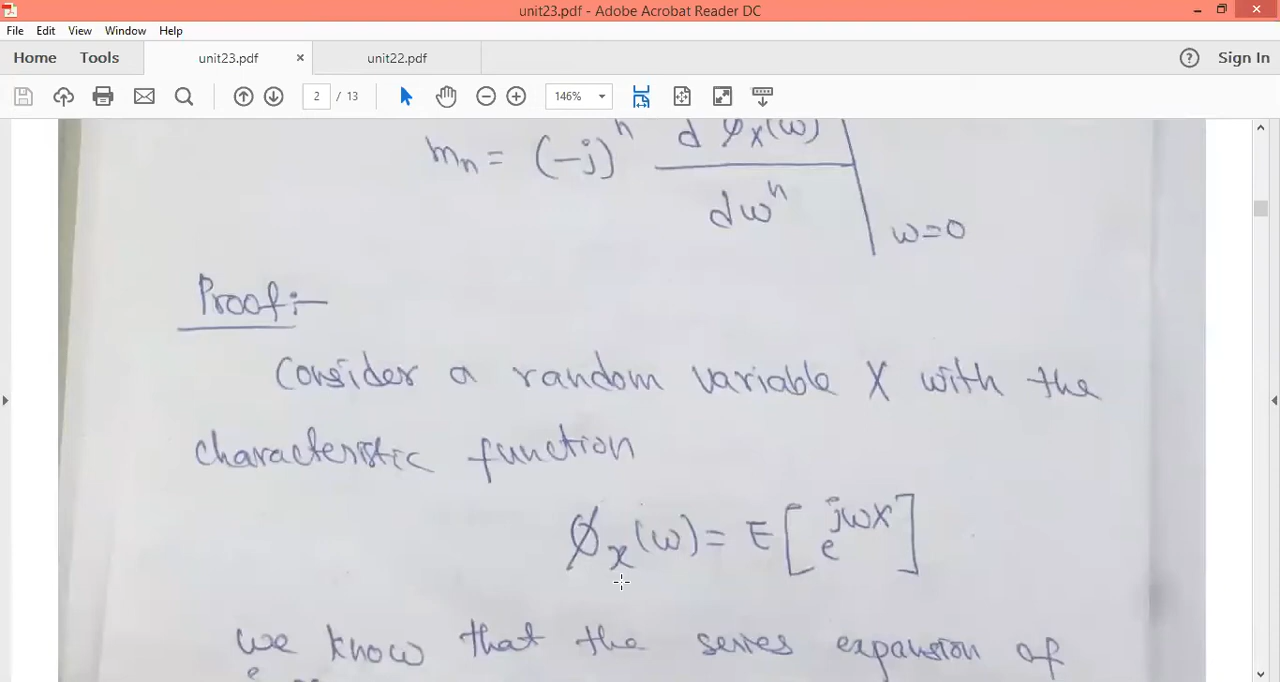 unit23.pdf - Adobe Acrobat Reader DC
File Edit View Window Help
Home Tools unit23.pdf × unit22.pdf Sign In
2 / 13 146%
mn = (-j)^n d φx(ω)
dω^n
ω=0
Proof:-
Consider a random variable X with the
characteristic function
Øx(ω) = E[e^jωX]
we know that the series expansion of